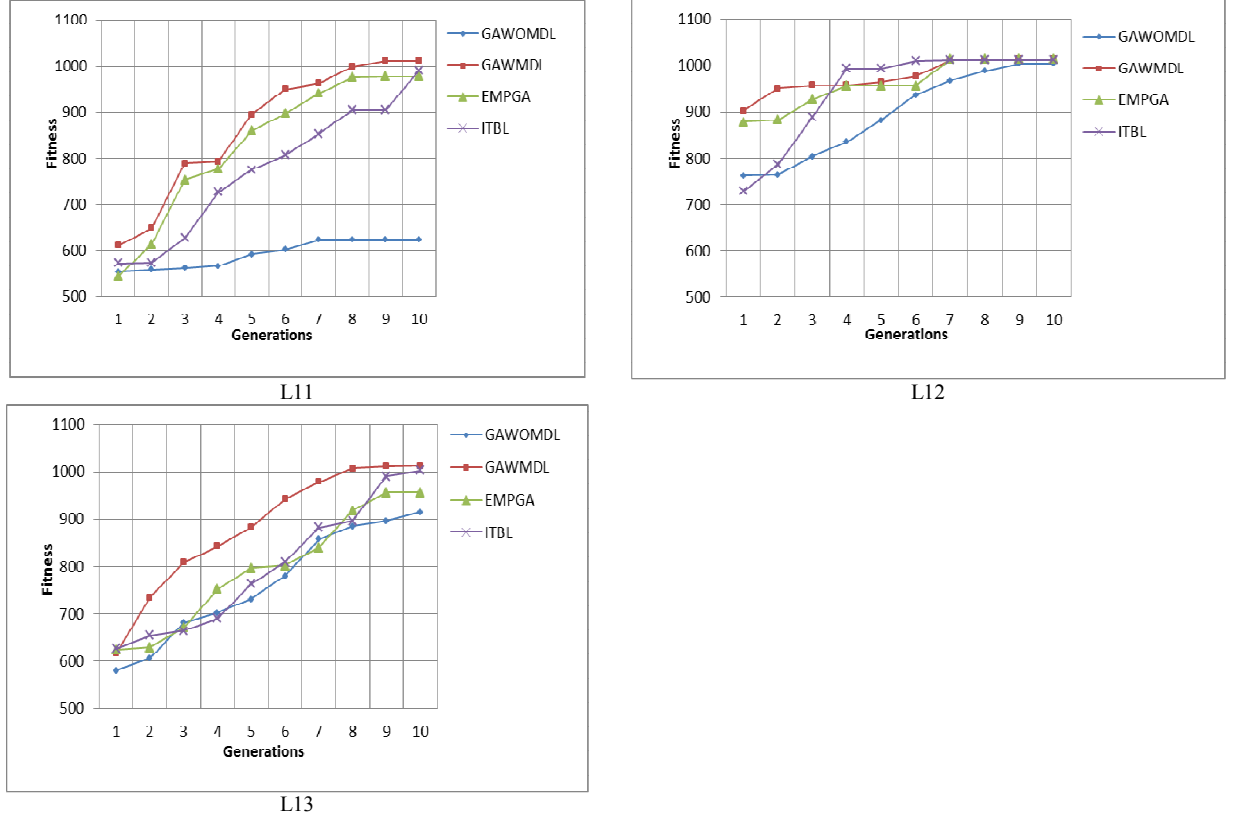 1100
1000
900
800
700
600
500
Fitness
1 2 3 4 5 6 7 8 9 10
Generations
GAWOMDL
GAWMDI
EMPGA
ITBL
L11
1100
1000
900
800
700
600
500
Fitness
1 2 3 4 5 6 7 8 9 10
Generations
GAWOMDL
GAWMDL
EMPGA
ITBL
L12
1100
1000
900
800
700
600
500
Fitness
1 2 3 4 5 6 7 8 9 10
Generations
GAWOMDL
GAWMDL
EMPGA
ITBL
L13